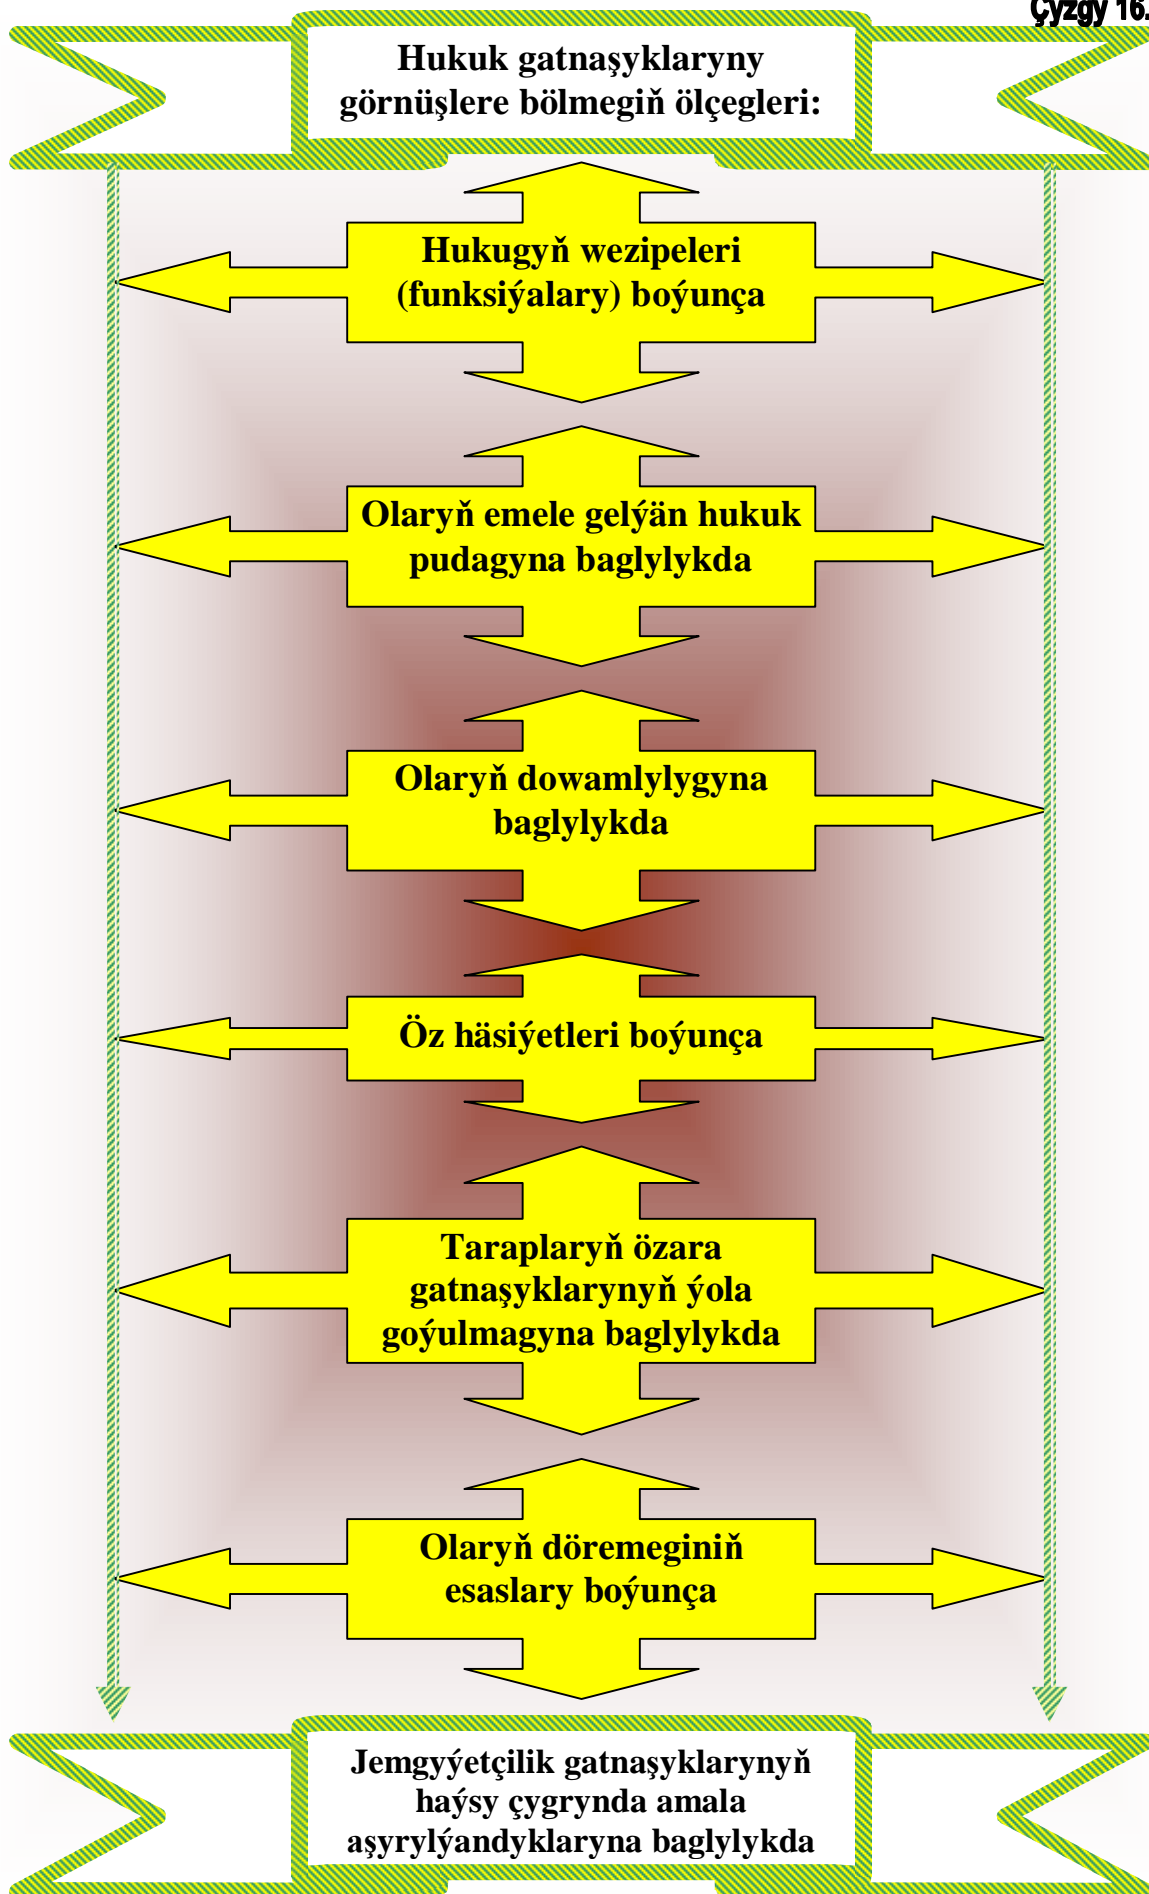 Çyzgy 16.
Hukuk gatnaşyklaryny
görnüşlere bölmegiň ölçegleri:
Hukugyň wezipeleri
(funksiýalary) boýunça
Olaryň emele gelýän hukuk
pudagyna baglylykda
Olaryň dowamlylygyna
baglylykda
Öz häsiýetleri boýunça
Taraplaryň özara
gatnaşyklarynyň ýola
goýulmagyna baglylykda
Olaryň döremeginiň
esaslary boýunça
Jemgyýetçilik gatnaşyklarynyň
haýsy çygrynda amala
aşyrylýandyklaryna baglylykda